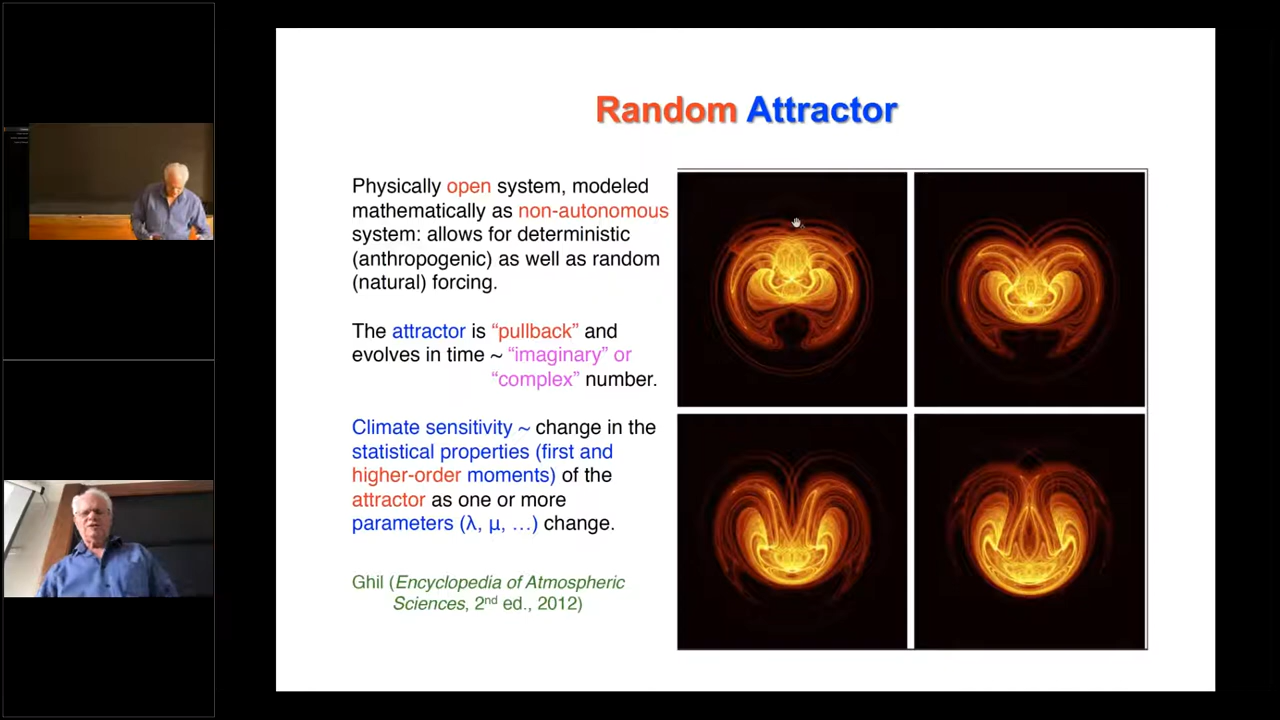 Random Attractor
Physically open system, modeled
mathematically as non-autonomous
system: allows for deterministic
(anthropogenic) as well as random
(natural) forcing.
The attractor is “pullback” and
evolves in time ~ “imaginary” or
“complex” number.
Climate sensitivity ~ change in the
statistical properties (first and
higher-order moments) of the
attractor as one or more
parameters (λ, μ, …) change.
Ghil (Encyclopedia of Atmospheric
Sciences, 2nd ed., 2012)